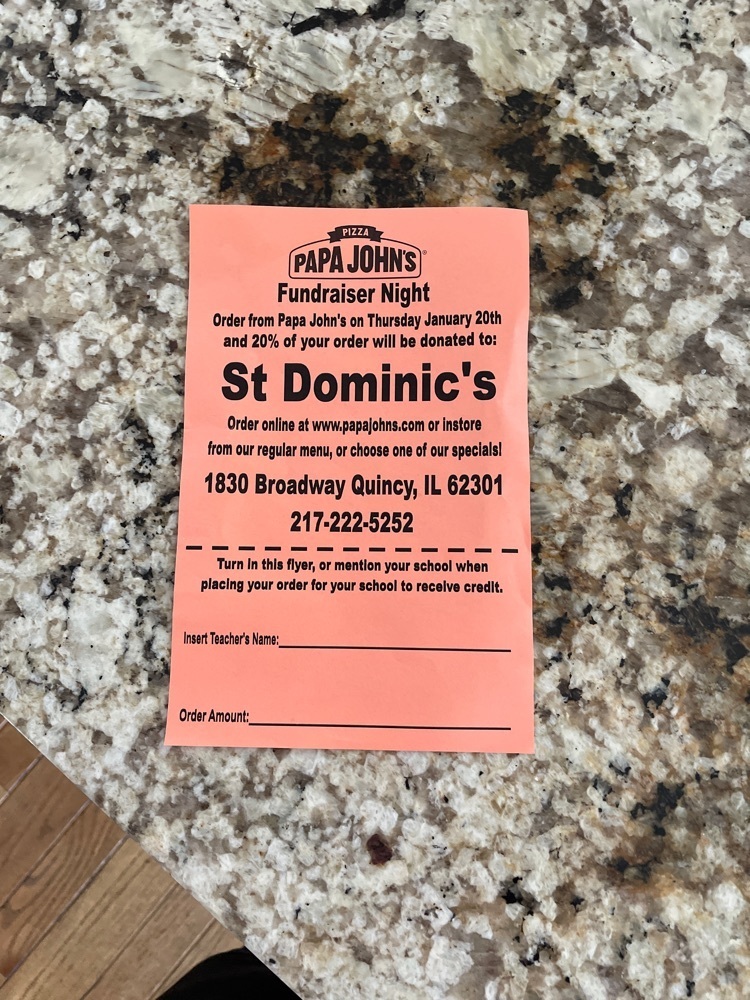 PIZZA
PAPA JOHN'S®
Fundraiser Night
Order from Papa John's on Thursday January 20th
and 20% of your order will be donated to:
St Dominic's
Order online at www.papajohns.com or instore
from our regular menu, or choose one of our specials!
1830 Broadway Quincy, IL 62301
217-222-5252
Turn in this flyer, or mention your school when
placing your order for your school to receive credit.
Insert Teacher's Name:
Order Amount: